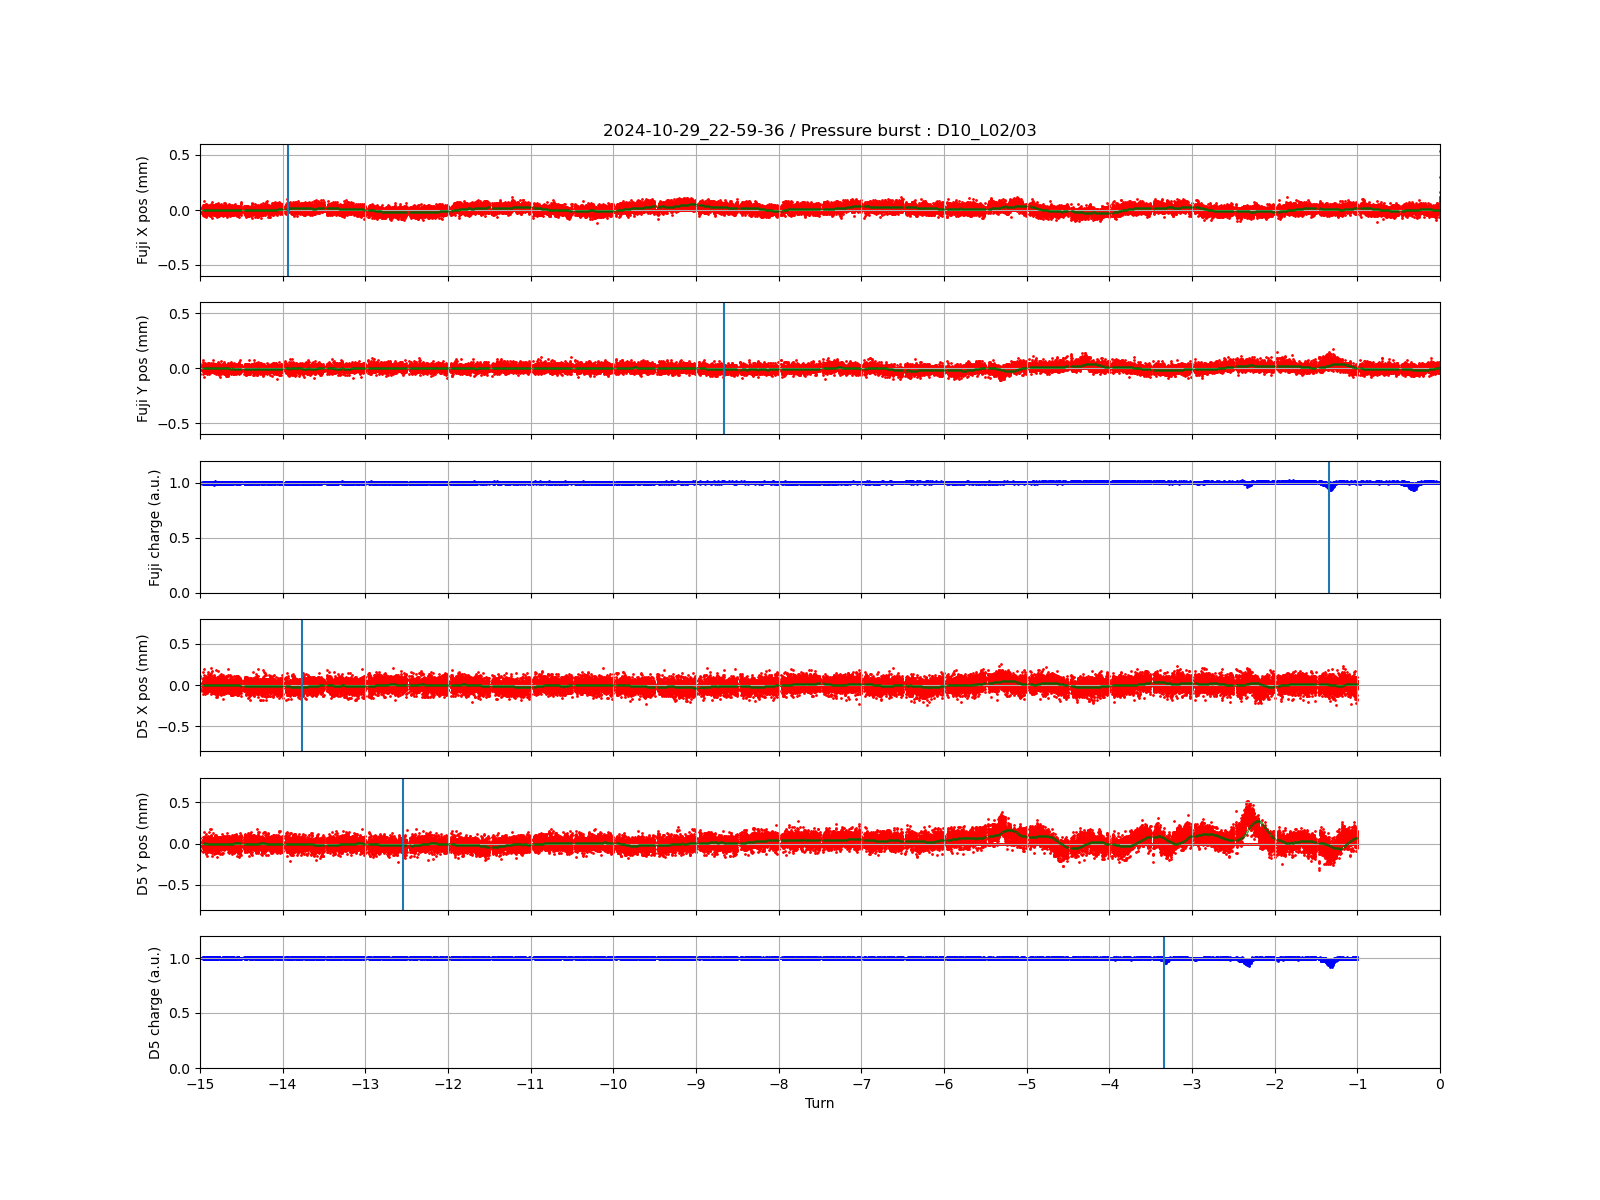 2024-10-29_22-59-36 / Pressure burst : D10_L02/03
Fuji X pos (mm)
0.5
0.0
−0.5
Fuji Y pos (mm)
0.5
0.0
−0.5
Fuji charge (a.u.)
1.0
0.5
0.0
D5 X pos (mm)
0.5
0.0
−0.5
D5 Y pos (mm)
0.5
0.0
−0.5
D5 charge (a.u.)
1.0
0.5
0.0
−15 −14 −13 −12 −11 −10 −9 −8 −7 −6 −5 −4 −3 −2 −1 0
Turn